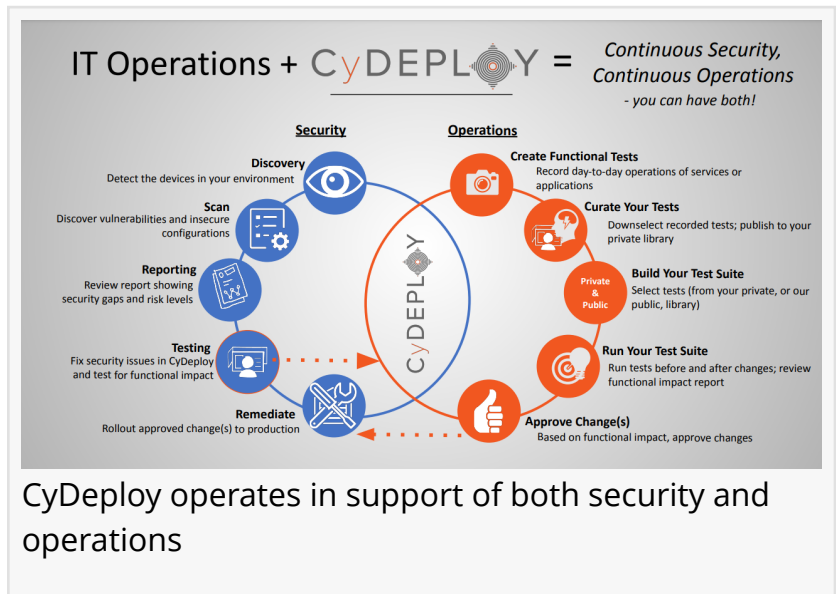 IT Operations + CyDEPLOY =
Continuous Security,
Continuous Operations
- you can have both!
Security
Discovery
Detect the devices in your environment
Scan
Discover vulnerabilities and insecure
configurations
Reporting
Review report showing
security gaps and risk levels
Testing
Fix security issues in CyDeploy
and test for functional impact
Remediate
Rollout approved change(s) to production
CyDEPLOY
Operations
Create Functional Tests
Record day-to-day operations of services or
applications
Curate Your Tests
Downselect recorded tests; publish to your
private library
Private
&
Public
Build Your Test Suite
Select tests (from your private, or our
public, library)
Run Your Test Suite
Run tests before and after changes; review
functional impact report
Approve Change(s)
Based on functional impact, approve changes
CyDeploy operates in support of both security and
operations